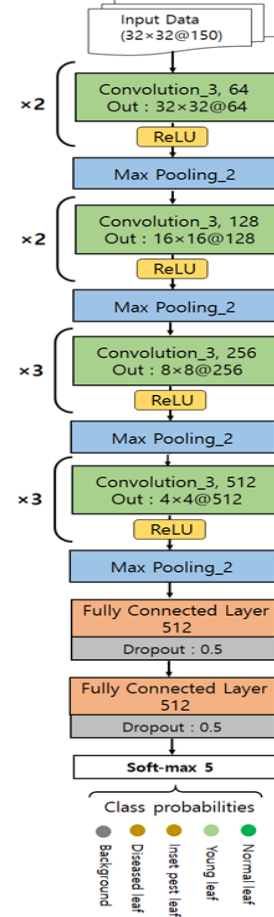 Input Data
(32×32@150)
×2
Convolution_3, 64
Out : 32×32@64
ReLU
Max Pooling_2
×2
Convolution_3, 128
Out : 16×16@128
ReLU
Max Pooling_2
×3
Convolution_3, 256
Out : 8×8@256
ReLU
Max Pooling_2
×3
Convolution_3, 512
Out : 4×4@512
ReLU
Max Pooling_2
Fully Connected Layer
512
Dropout : 0.5
Fully Connected Layer
512
Dropout : 0.5
Soft-max 5
Class probabilities
Background
Diseased leaf
Inset pest leaf
Young leaf
Normal leaf